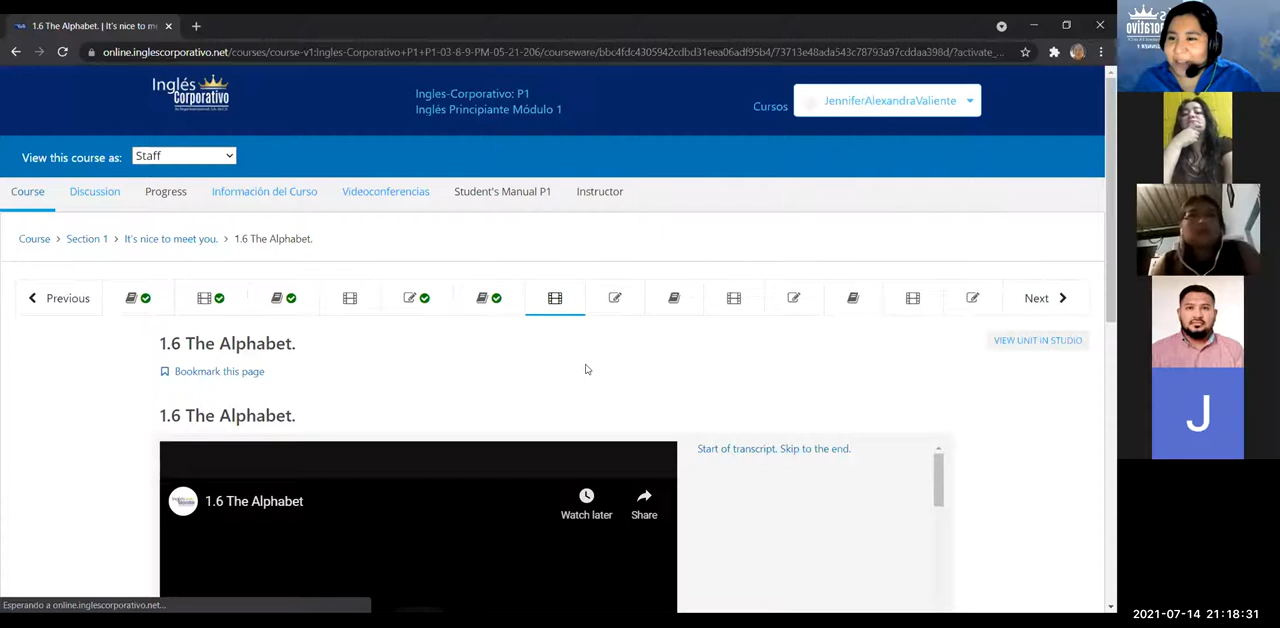 1.6 The Alphabet. | It's nice to me
online.inglescorporativo.net/courses/course-v1:Ingles-Corporativo+P1+P1-03-8-9-PM-05-21-206/courseware/bbc4fdc4305942cdbd31eea06adf95b4/73713e48ada543c78793a97cddaa398d/?activate_...
Inglés
Corporativo
Ingles-Corporativo: P1
Inglés Principiante Módulo 1
Cursos
JenniferAlexandraValiente
View this course as:
Staff
Course
Discussion
Progress
Información del Curso
Videoconferencias
Student's Manual P1
Instructor
Course > Section 1 > It's nice to meet you. > 1.6 The Alphabet.
Previous
Next
1.6 The Alphabet.
VIEW UNIT IN STUDIO
Bookmark this page
1.6 The Alphabet.
Start of transcript. Skip to the end.
1.6 The Alphabet
Watch later
Share
Esperando a online.inglescorporativo.net...
J
2021-07-14 21:18:31